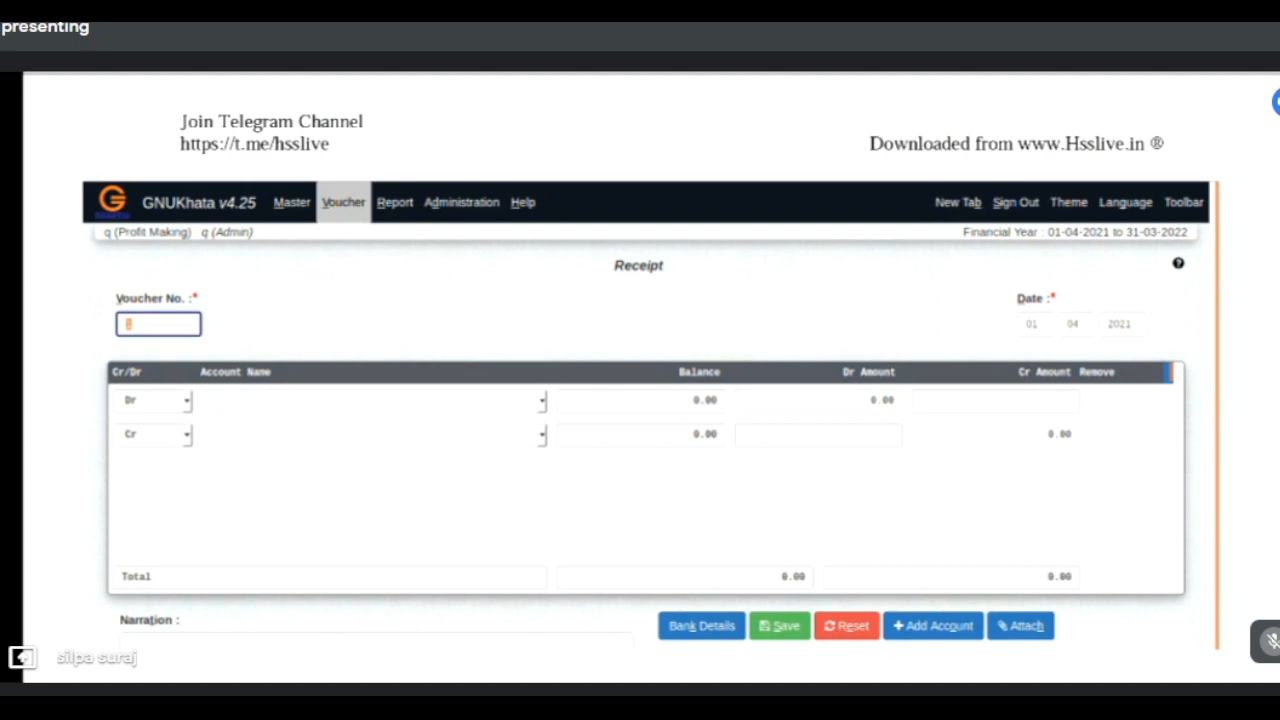 presenting
Join Telegram Channel
https://t.me/hsslive
Downloaded from www.Hsslive.in ®
GNUKhata v4.25 Master Voucher Report Administration Help New Tab Sign Out Theme Language Toolbar
q (Profit Making) q (Admin) Financial Year : 01-04-2021 to 31-03-2022
Receipt
Voucher No. :* Date :*
01 04 2021
Cr/Dr Account Name Balance Dr Amount Cr Amount Remove
Dr 0.00 0.00
Cr 0.00 0.00
Total 0.00 0.00
Narration : Bank Details Save Reset + Add Account Attach
silpa suraj